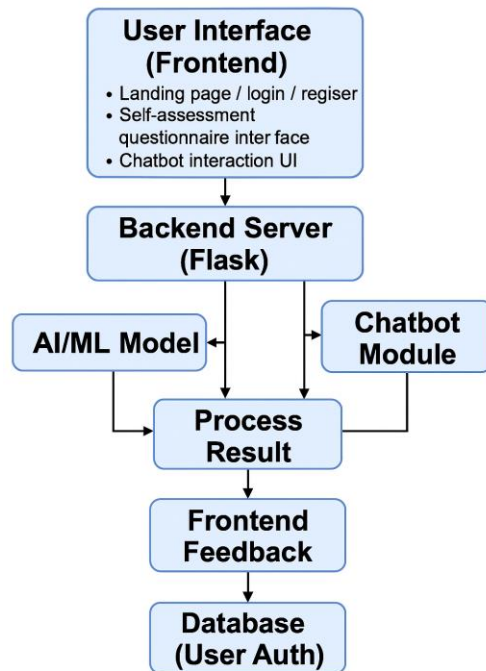 User Interface
(Frontend)
• Landing page / login / regiser
• Self-assessment
questionnaire inter face
• Chatbot interaction UI
Backend Server
(Flask)
AI/ML Model
Chatbot
Module
Process
Result
Frontend
Feedback
Database
(User Auth)